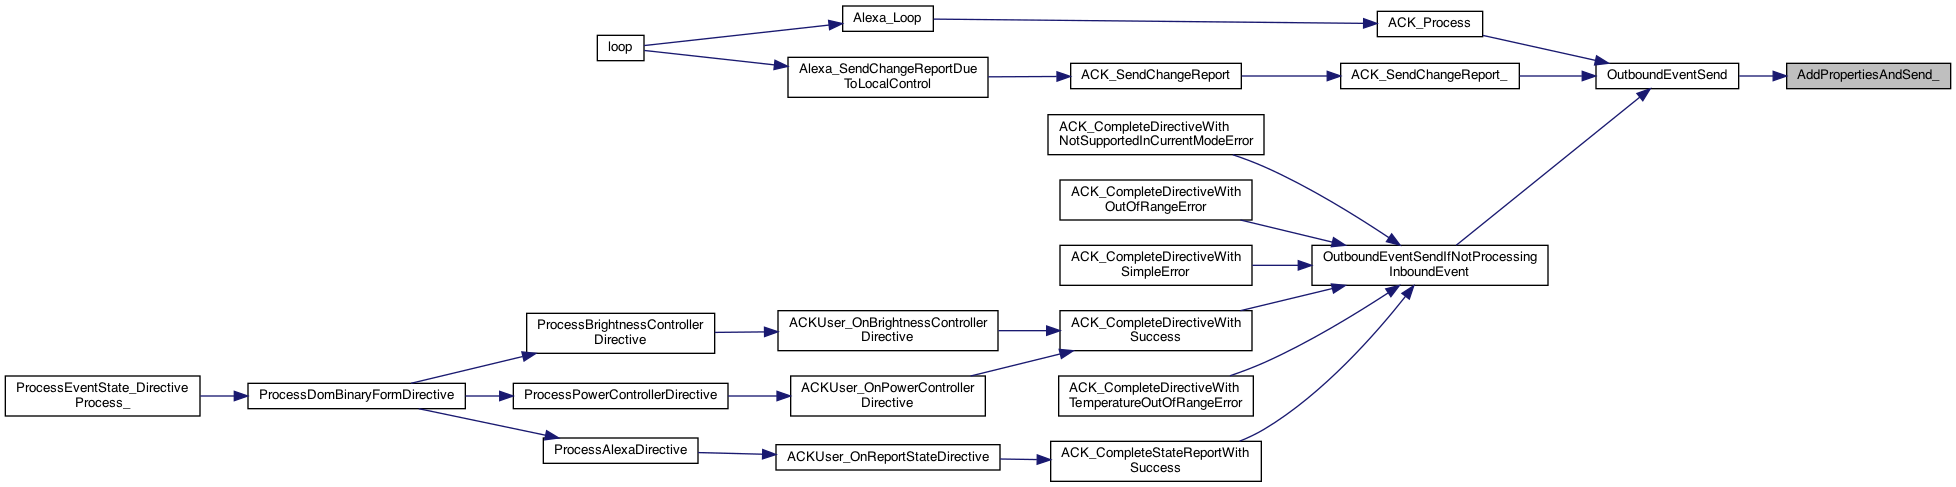 Alexa_Loop
ACK_Process
loop
Alexa_SendChangeReportDue
ToLocalControl
ACK_SendChangeReport
ACK_SendChangeReport_
OutboundEventSend
AddPropertiesAndSend_
ACK_CompleteDirectiveWith
NotSupportedInCurrentModeError
ACK_CompleteDirectiveWith
OutOfRangeError
ACK_CompleteDirectiveWith
SimpleError
OutboundEventSendIfNotProcessing
InboundEvent
ProcessBrightnessController
Directive
ACKUser_OnBrightnessController
Directive
ACK_CompleteDirectiveWith
Success
ProcessEventState_Directive
Process_
ProcessDomBinaryFormDirective
ProcessPowerControllerDirective
ACKUser_OnPowerController
Directive
ACK_CompleteDirectiveWith
TemperatureOutOfRangeError
ProcessAlexaDirective
ACKUser_OnReportStateDirective
ACK_CompleteStateReportWith
Success